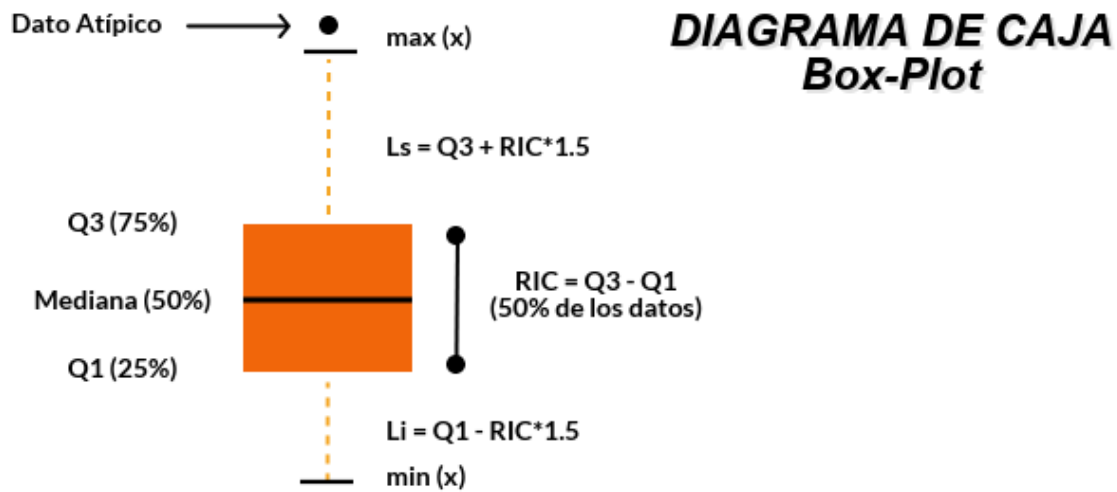 DIAGRAMA DE CAJA
Box-Plot
Dato Atípico
max (x)
Ls = Q3 + RIC*1.5
Q3 (75%)
Mediana (50%)
Q1 (25%)
RIC = Q3 - Q1
(50% de los datos)
Li = Q1 - RIC*1.5
min (x)